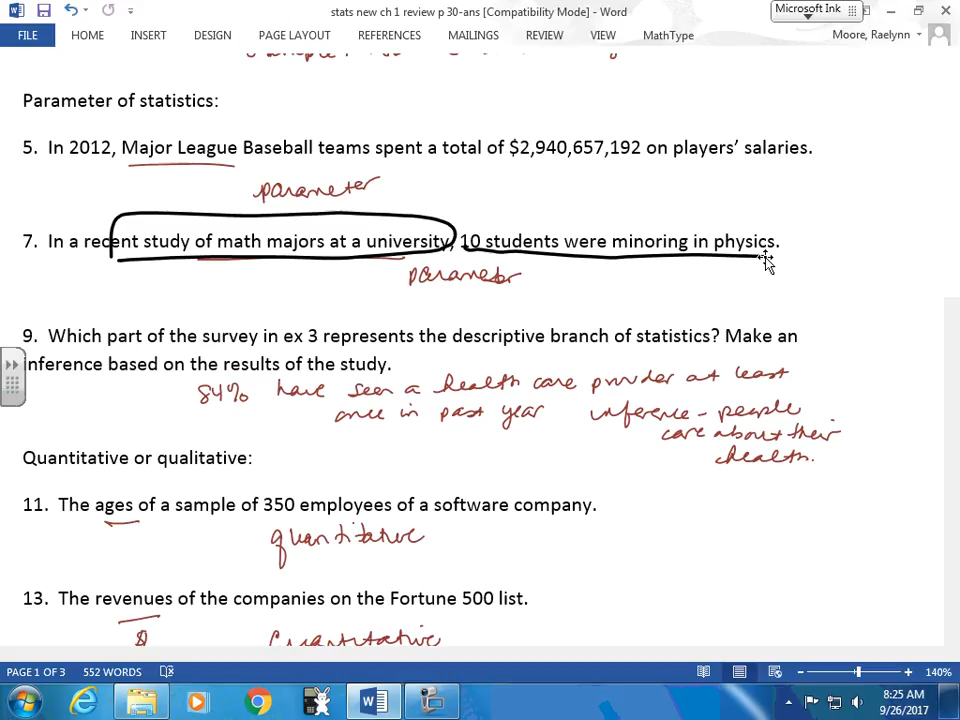 stats new ch 1 review p 30-ans [Compatibility Mode] - Word
Microsoft Ink
FILE HOME INSERT DESIGN PAGE LAYOUT REFERENCES MAILINGS REVIEW VIEW MathType Moore, Raelynn
Parameter of statistics:
5. In 2012, Major League Baseball teams spent a total of $2,940,657,192 on players' salaries.
parameter
7. In a recent study of math majors at a university, 10 students were minoring in physics.
parameter
9. Which part of the survey in ex 3 represents the descriptive branch of statistics? Make an
inference based on the results of the study.
84% have seen a health care provider at least
once in past year inference - people
care about their
health.
Quantitative or qualitative:
11. The ages of a sample of 350 employees of a software company.
quantitative
13. The revenues of the companies on the Fortune 500 list.
$ Quantitative
PAGE 1 OF 3 552 WORDS 140%
8:25 AM
9/26/2017